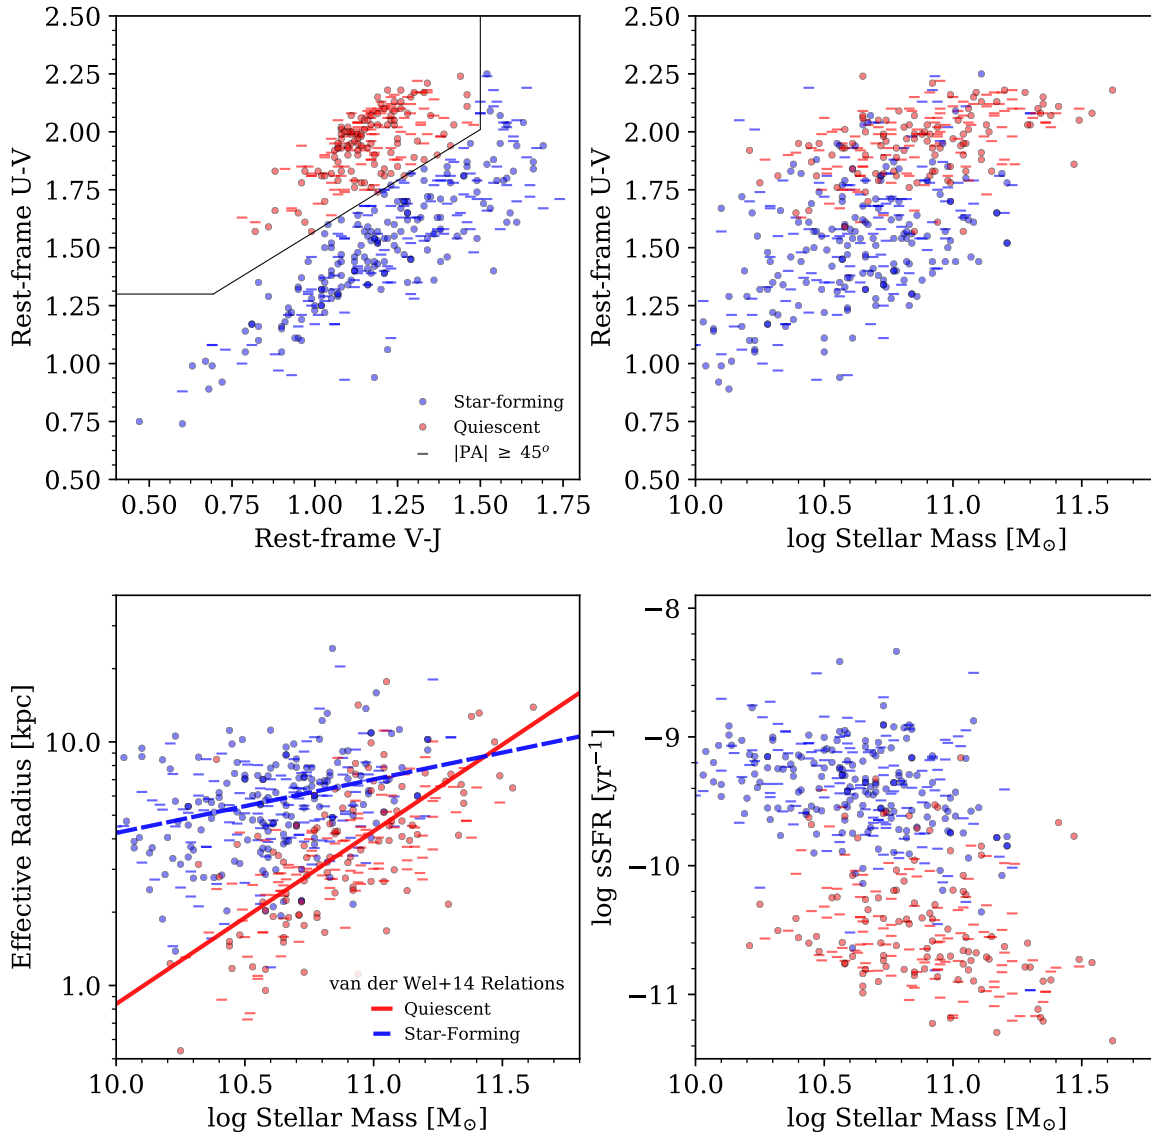 2.50
2.25
2.00
1.75
1.50
1.25
1.00
0.75
0.50
Rest-frame U-V
0.50 0.75 1.00 1.25 1.50 1.75
Rest-frame V-J
Star-forming
Quiescent
|PA| ≥ 45°
2.50
2.25
2.00
1.75
1.50
1.25
1.00
0.75
0.50
Rest-frame U-V
10.0 10.5 11.0 11.5
log Stellar Mass [M⊙]
10.0
1.0
Effective Radius [kpc]
10.0 10.5 11.0 11.5
log Stellar Mass [M⊙]
van der Wel+14 Relations
Quiescent
Star-Forming
−8
−9
−10
−11
log sSFR [yr⁻¹]
10.0 10.5 11.0 11.5
log Stellar Mass [M⊙]